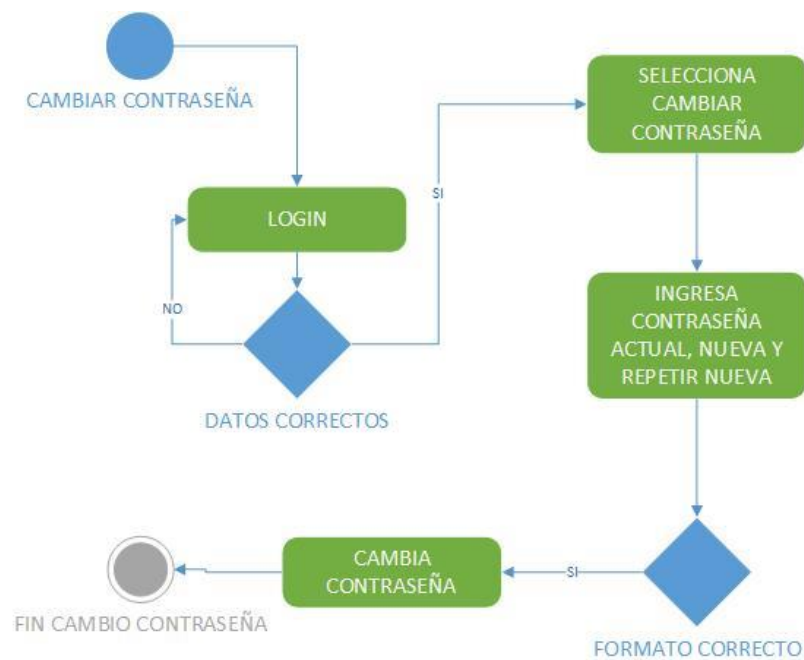 CAMBIAR CONTRASEÑA
LOGIN
NO
DATOS CORRECTOS
SI
SELECCIONA
CAMBIAR
CONTRASEÑA
INGRESA
CONTRASEÑA
ACTUAL, NUEVA Y
REPETIR NUEVA
FORMATO CORRECTO
SI
CAMBIA
CONTRASEÑA
FIN CAMBIO CONTRASEÑA